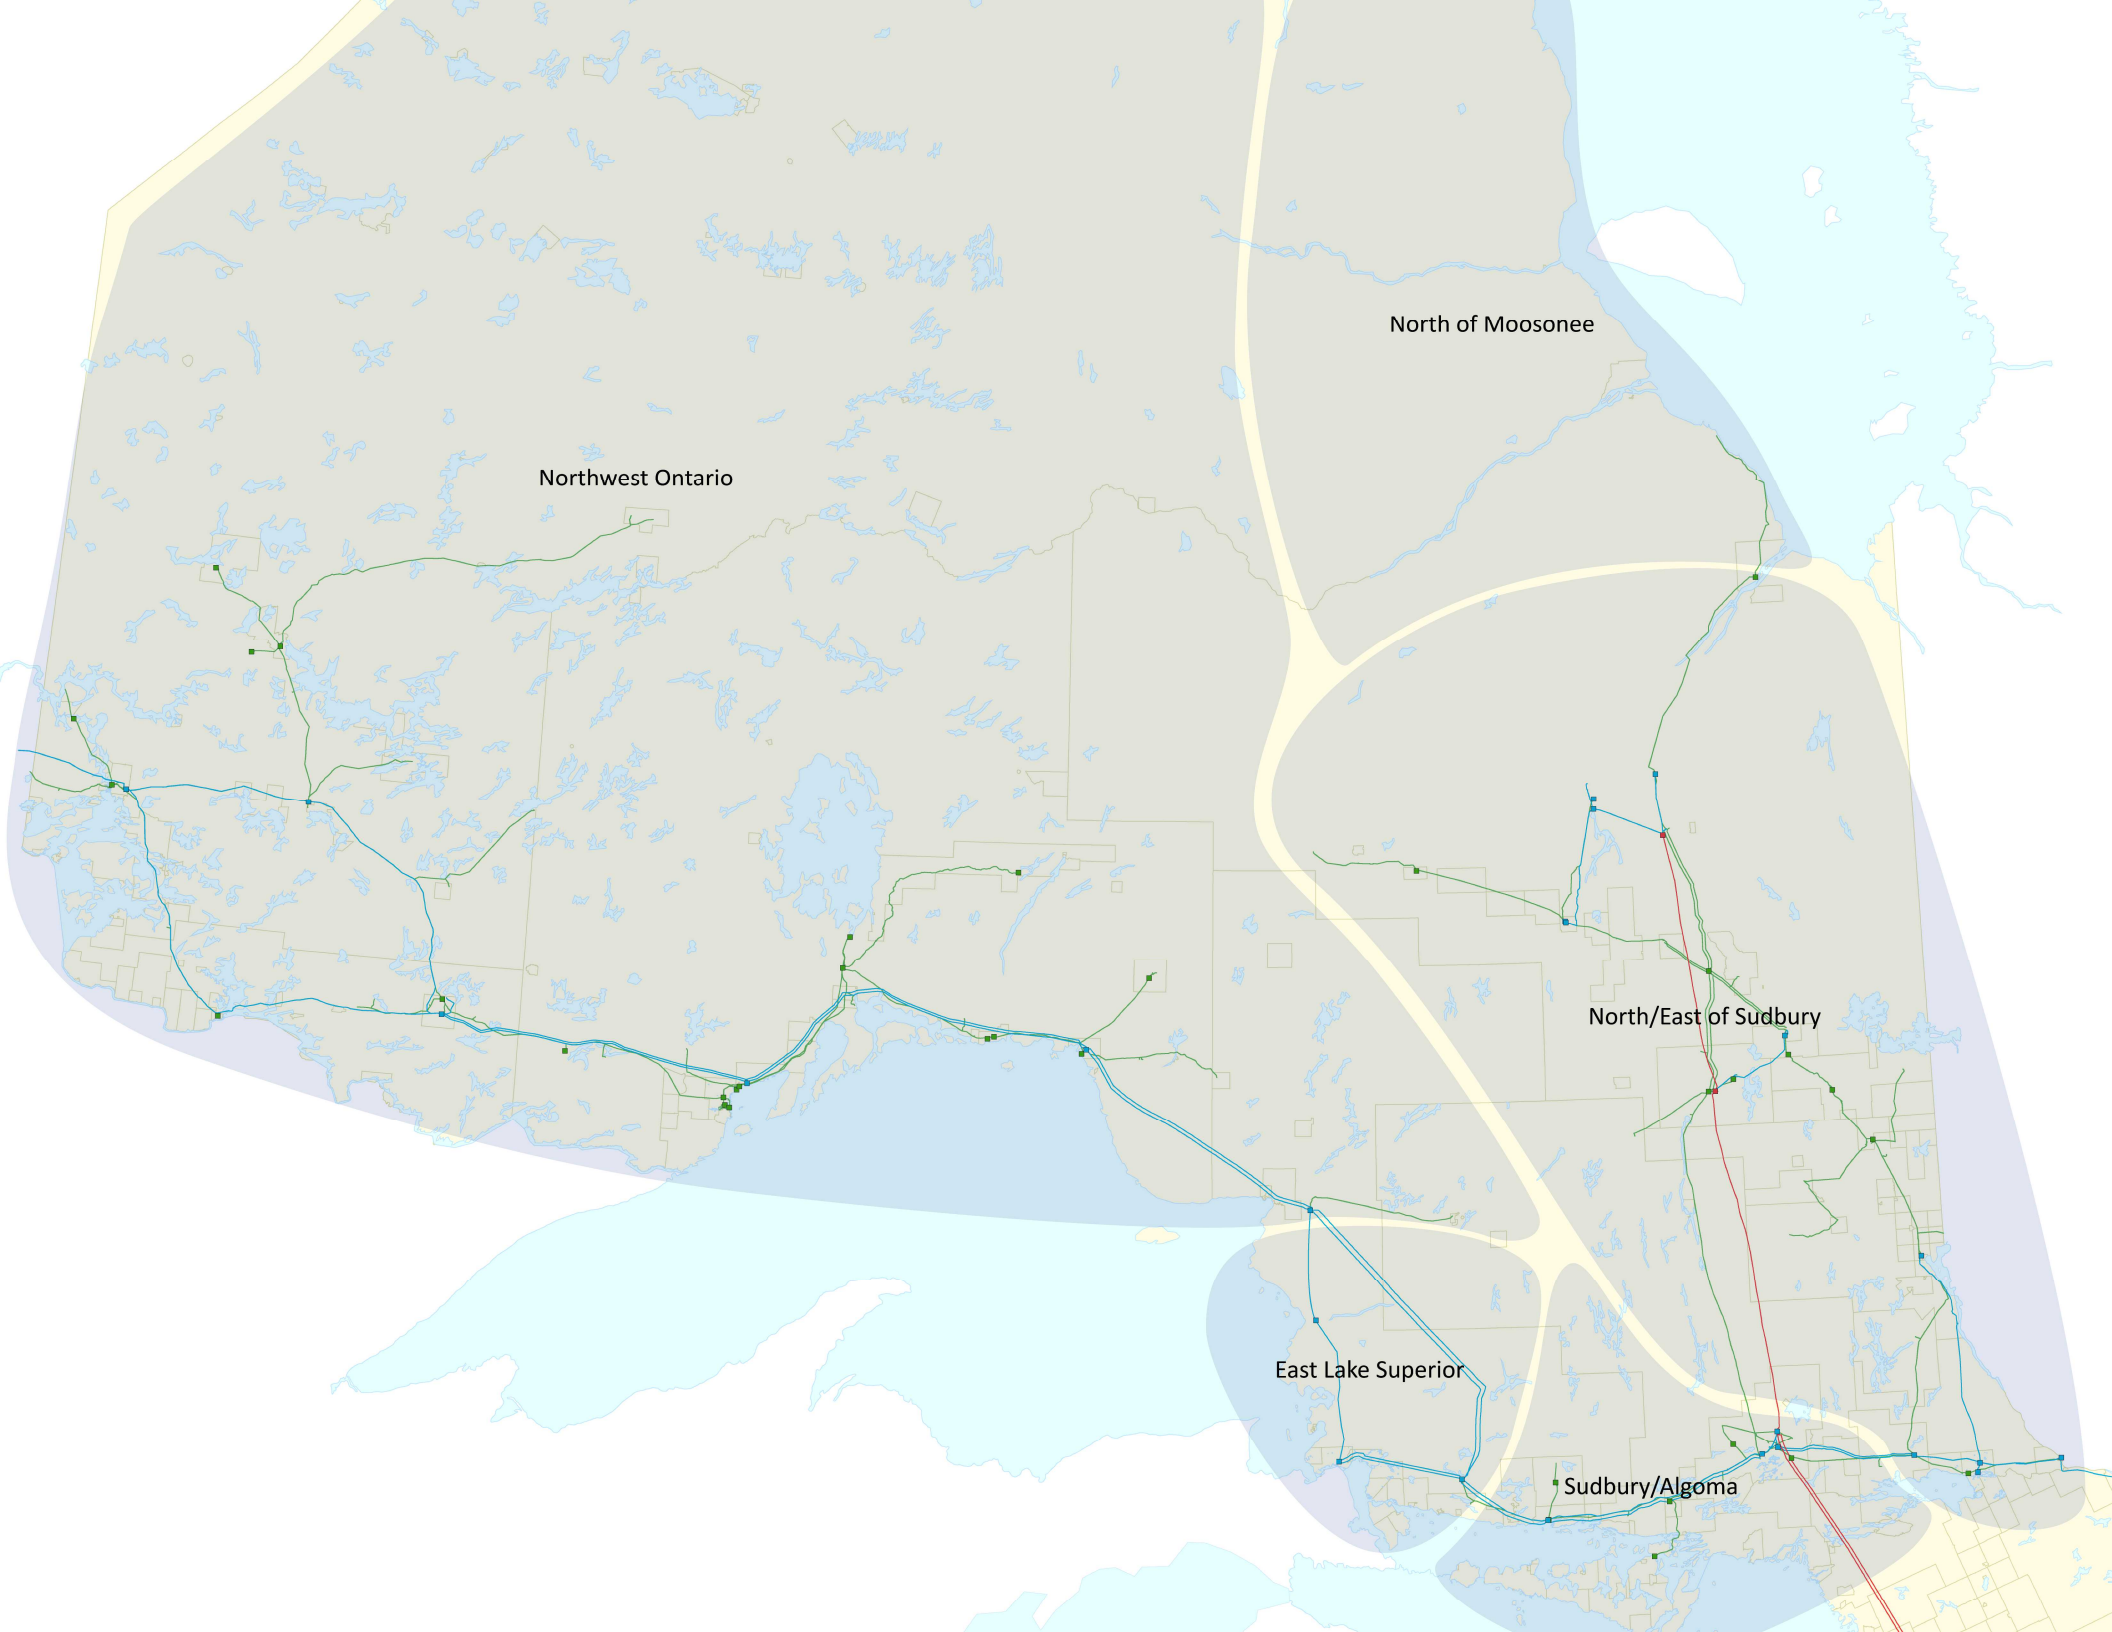 North of Moosonee
Northwest Ontario
North/East of Sudbury
East Lake Superior
Sudbury/Algoma